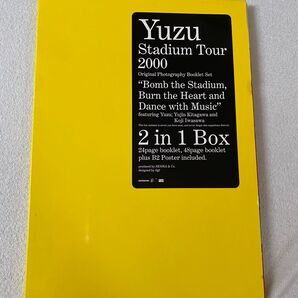 Yuzu
Stadium Tour
2000
Original Photography Booklet Set
"Bomb the Stadium,
Burn the Heart and
Dance with Music"
featuring Yuzu; Yujin Kitagawa and
Koji Iwasawa
2 in 1 Box
24page booklet, 48page booklet
plus B2 Poster included.
produced by SENHA & Co.
designed by